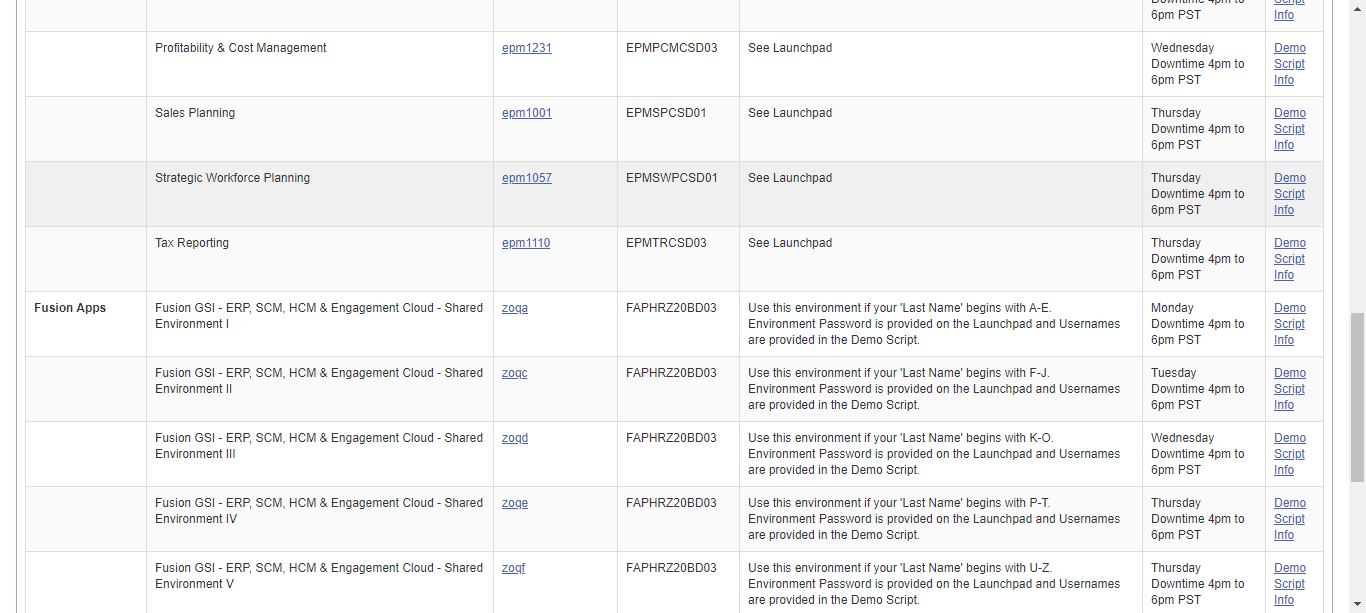 Downtime 4pm to
6pm PST
Script
Info
Profitability & Cost Management
epm1231
EPMPCMCSD03
See Launchpad
Wednesday
Downtime 4pm to
6pm PST
Demo
Script
Info
Sales Planning
epm1001
EPMSPCSD01
See Launchpad
Thursday
Downtime 4pm to
6pm PST
Demo
Script
Info
Strategic Workforce Planning
epm1057
EPMSWPCSD01
See Launchpad
Thursday
Downtime 4pm to
6pm PST
Demo
Script
Info
Tax Reporting
epm1110
EPMTRCSD03
See Launchpad
Thursday
Downtime 4pm to
6pm PST
Demo
Script
Info
Fusion Apps
Fusion GSI - ERP, SCM, HCM & Engagement Cloud - Shared
Environment I
zoqa
FAPHRZ20BD03
Use this environment if your 'Last Name' begins with A-E.
Environment Password is provided on the Launchpad and Usernames
are provided in the Demo Script.
Monday
Downtime 4pm to
6pm PST
Demo
Script
Info
Fusion GSI - ERP, SCM, HCM & Engagement Cloud - Shared
Environment II
zoqc
FAPHRZ20BD03
Use this environment if your 'Last Name' begins with F-J.
Environment Password is provided on the Launchpad and Usernames
are provided in the Demo Script.
Tuesday
Downtime 4pm to
6pm PST
Demo
Script
Info
Fusion GSI - ERP, SCM, HCM & Engagement Cloud - Shared
Environment III
zoqd
FAPHRZ20BD03
Use this environment if your 'Last Name' begins with K-O.
Environment Password is provided on the Launchpad and Usernames
are provided in the Demo Script.
Wednesday
Downtime 4pm to
6pm PST
Demo
Script
Info
Fusion GSI - ERP, SCM, HCM & Engagement Cloud - Shared
Environment IV
zoqe
FAPHRZ20BD03
Use this environment if your 'Last Name' begins with P-T.
Environment Password is provided on the Launchpad and Usernames
are provided in the Demo Script.
Thursday
Downtime 4pm to
6pm PST
Demo
Script
Info
Fusion GSI - ERP, SCM, HCM & Engagement Cloud - Shared
Environment V
zoqf
FAPHRZ20BD03
Use this environment if your 'Last Name' begins with U-Z.
Environment Password is provided on the Launchpad and Usernames
are provided in the Demo Script.
Thursday
Downtime 4pm to
6pm PST
Demo
Script
Info